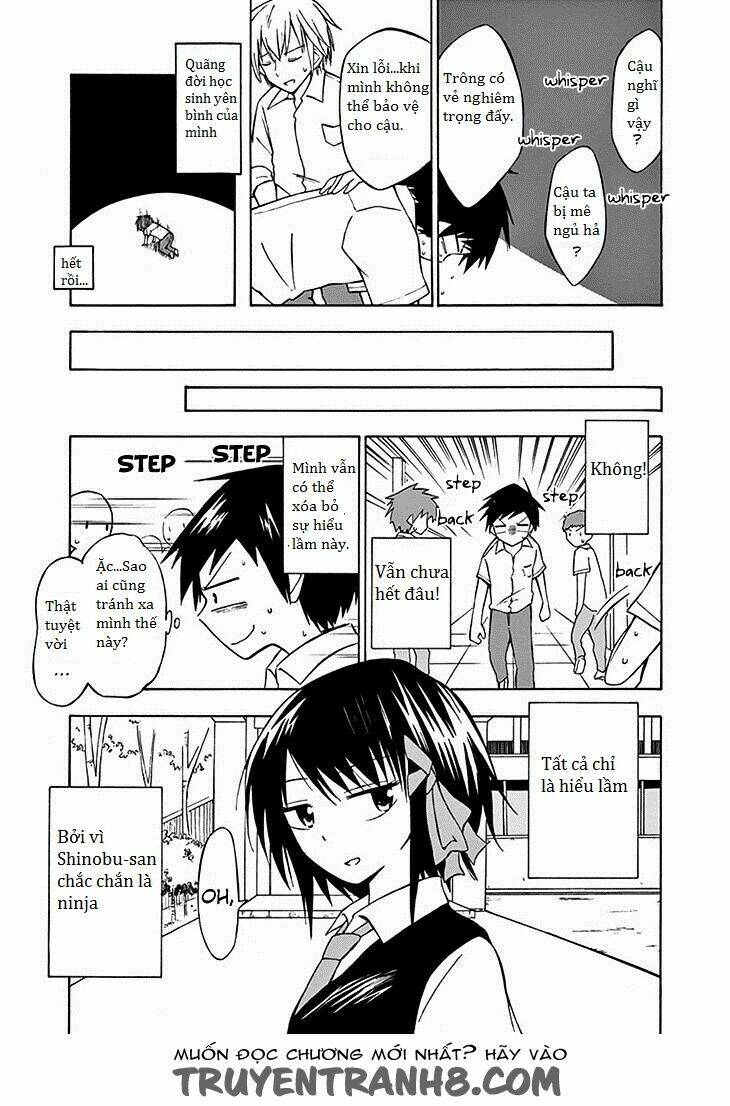 Cậu
nghĩ
gì
vậy
?
whisper
whisper
Cậu ta
bị mê
ngủ hả
?
whisper
Trông có
vẻ nghiêm
trọng đấy.
Xin lỗi...khi
mình không
thể bảo vệ
cho cậu.
Quãng
đời học
sinh yên
bình của
mình
hết
rồi...
Không!
step
back
step
back
Vẫn chưa
hết đâu!
Mình vẫn
có thể
xóa bỏ
sự hiểu
lầm này.
STEP
STEP
Ặc...Sao
ai cũng
tránh xa
mình thế
này?
Thật
tuyệt
vời
...
Tất cả chỉ
là hiểu lầm
OH,
Bởi vì
Shinobu-san
chắc chắn là
ninja
MUỐN ĐỌC CHƯƠNG MỚI NHẤT? HÃY VÀO
TRUYENTRANH8.COM